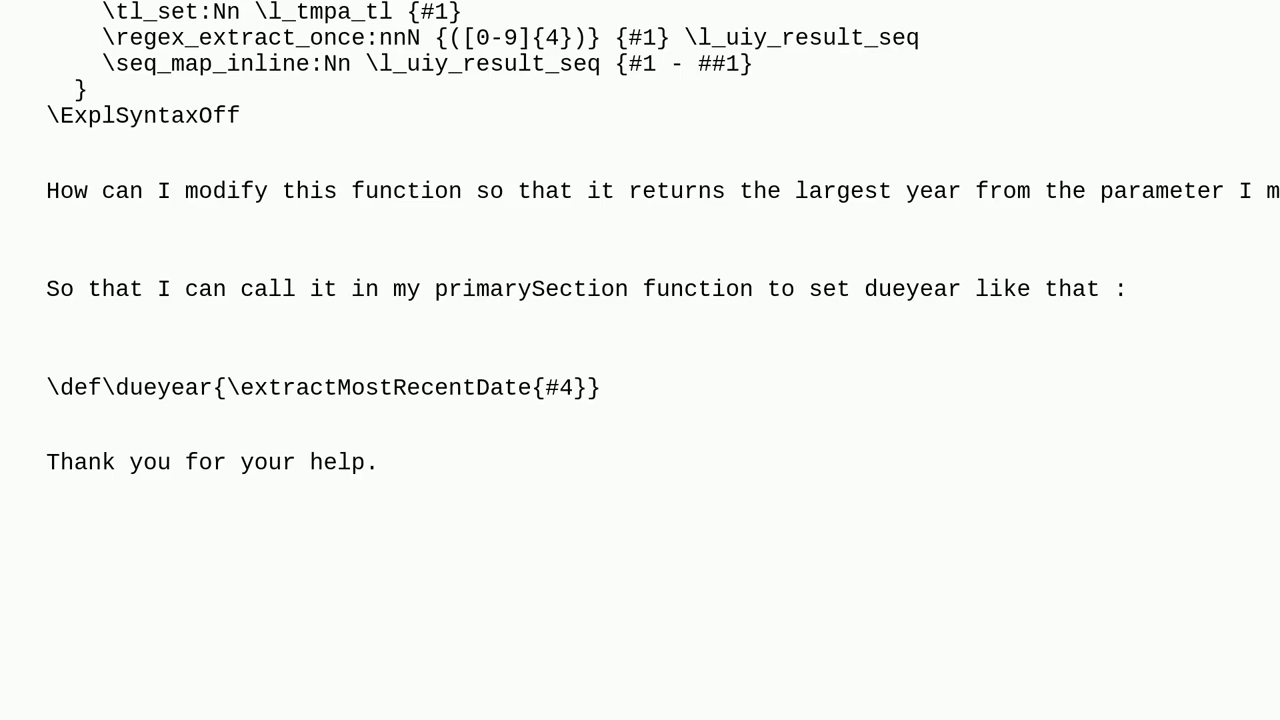 \tl_set:Nn \l_tmpa_tl {#1}
\regex_extract_once:nnN {([0-9]{4})} {#1} \l_uiy_result_seq
\seq_map_inline:Nn \l_uiy_result_seq {#1 - ##1}
}
\ExplSyntaxOff
How can I modify this function so that it returns the largest year from the parameter I m
So that I can call it in my primarySection function to set dueyear like that :
\def\dueyear{\extractMostRecentDate{#4}}
Thank you for your help.